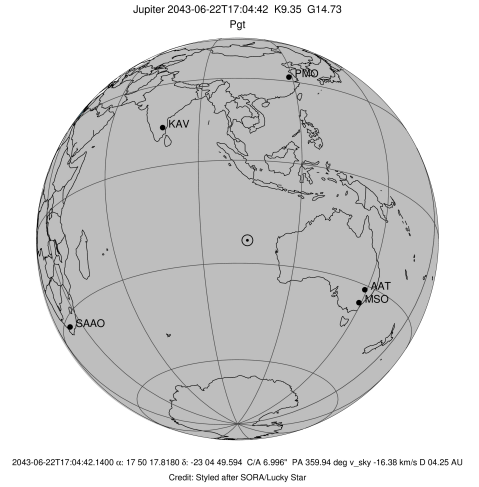 Jupiter 2043-06-22T17:04:42 K9.35 G14.73
Pgt
PMO
KAV
AAT
MSO
SAAO
2043-06-22T17:04:42.1400 α: 17 50 17.8180 δ: -23 04 49.594 C/A 6.996" PA 359.94 deg v_sky -16.38 km/s D 04.25 AU
Credit: Styled after SORA/Lucky Star